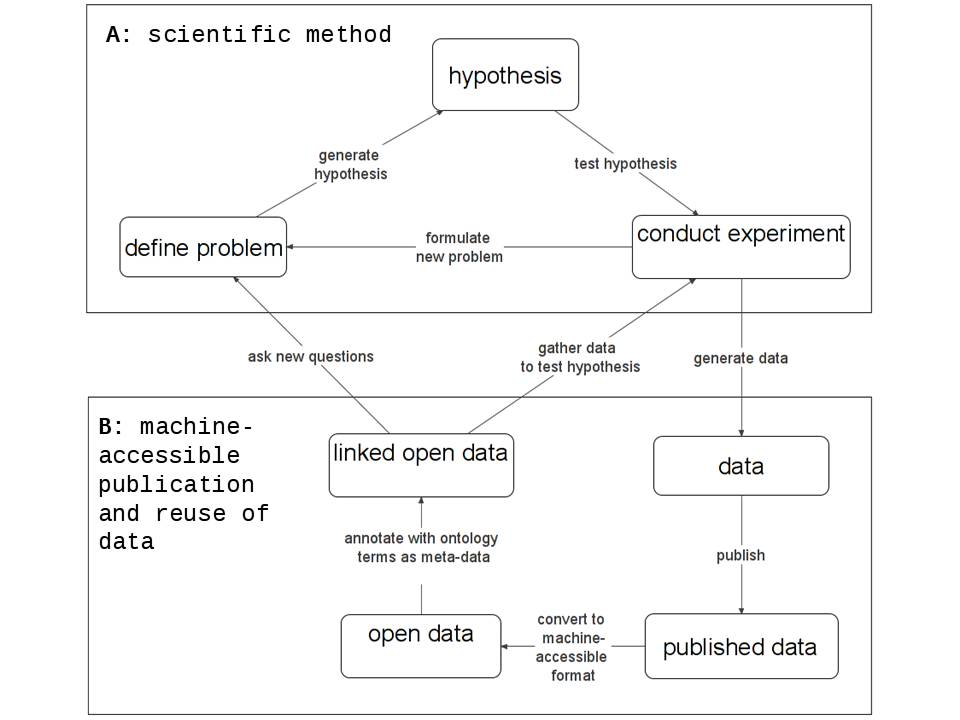 A: scientific method
hypothesis
generate
hypothesis
test hypothesis
define problem
formulate
new problem
conduct experiment
ask new questions
gather data
to test hypothesis
generate data
B: machine-
accessible
publication
and reuse of
data
linked open data
data
annotate with ontology
terms as meta-data
publish
open data
convert to
machine-
accessible
format
published data